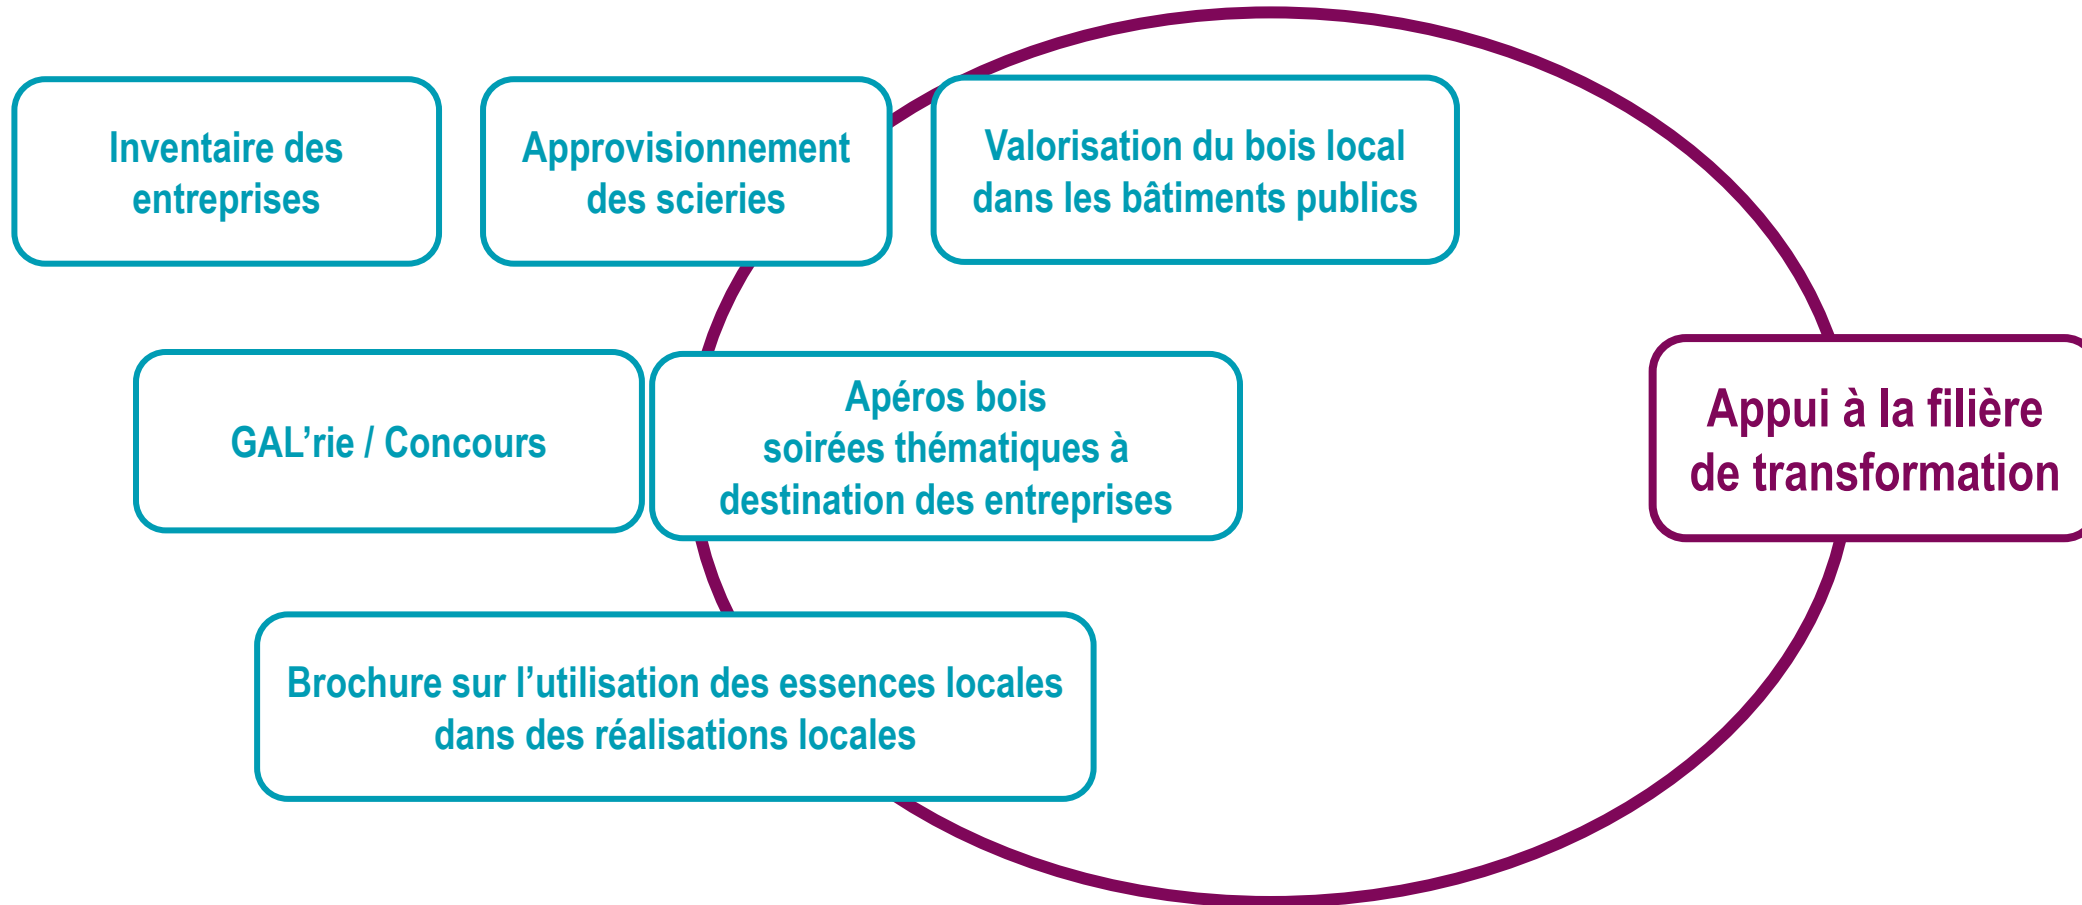 Inventaire des
entreprises
Approvisionnement
des scieries
Valorisation du bois local
dans les bâtiments publics
GAL’rie / Concours
Apéros bois
soirées thématiques à
destination des entreprises
Appui à la filière
de transformation
Brochure sur l’utilisation des essences locales
dans des réalisations locales